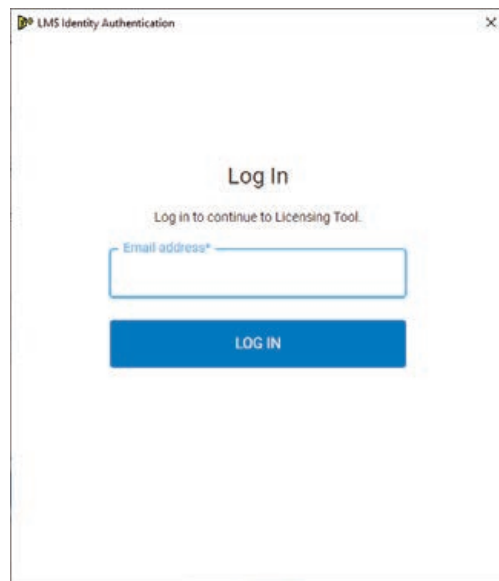 LMS Identity Authentication
Log In
Log in to continue to Licensing Tool.
Email address*
LOG IN